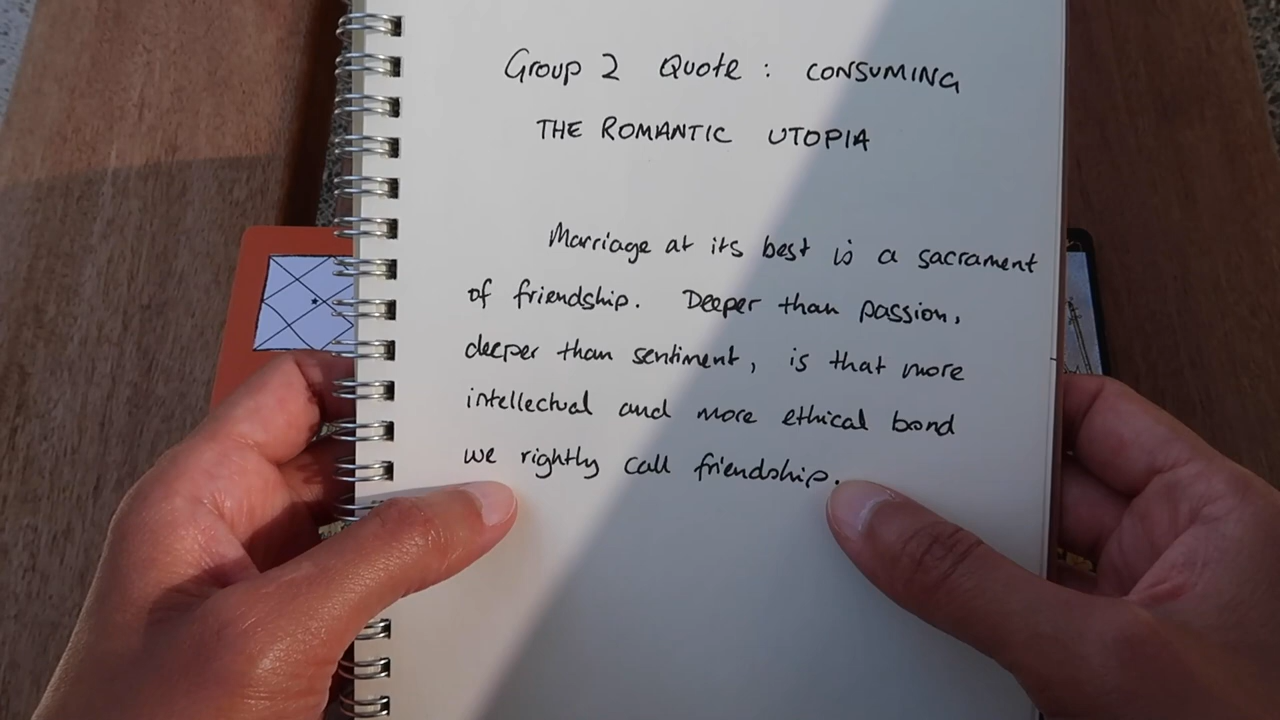 Group 2 Quote : CONSUMING
THE ROMANTIC UTOPIA
Marriage at its best is a sacrament
of friendship. Deeper than passion,
deeper than sentiment, is that more
intellectual and more ethical bond
we rightly call friendship.